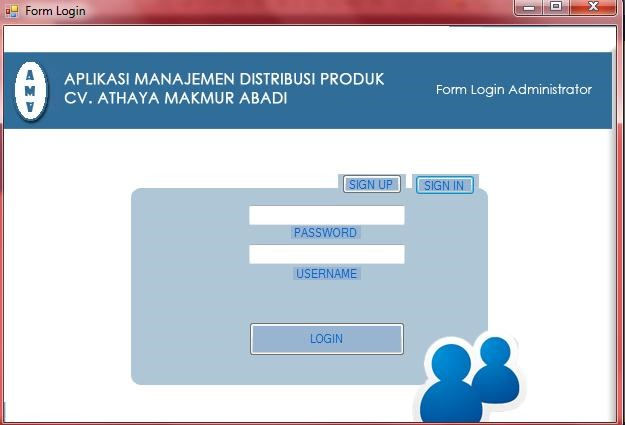 Form Login
AMA
APLIKASI MANAJEMEN DISTRIBUSI PRODUK
CV. ATHAYA MAKMUR ABADI
Form Login Administrator
SIGN UP
SIGN IN
PASSWORD
USERNAME
LOGIN